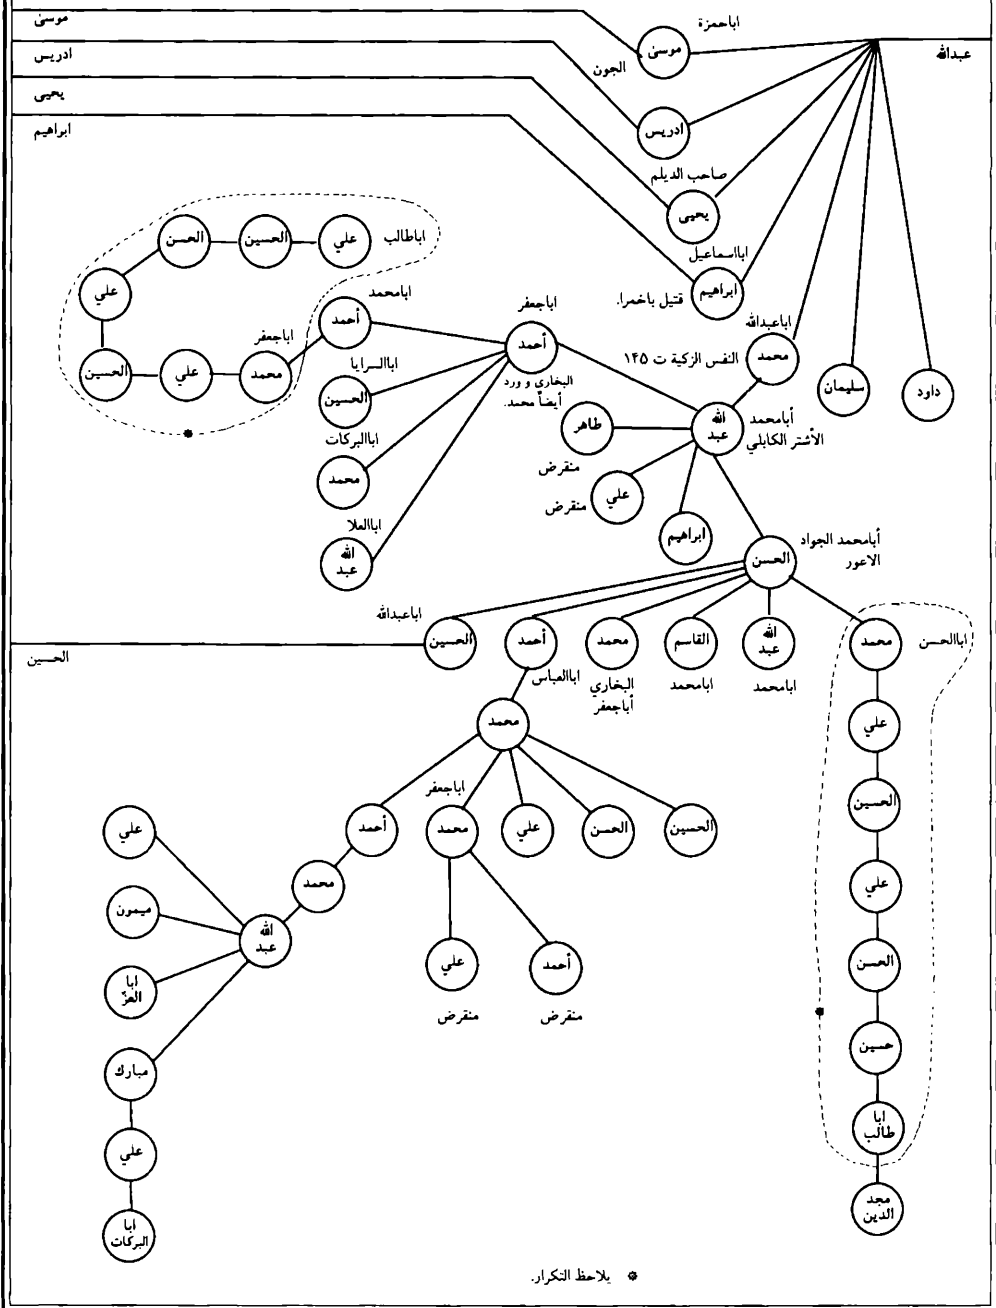 موسىٰ
اباحمزة
عبدالله
موسىٰ
الجون
ادريس
ادريس
يحيى
صاحب الديلم
يحيى
ابراهيم
ابااسماعيل
ابراهيم
قتيل باخمرا.
اباطالب
علي
الحسين
الحسن
علي
الحسين
علي
محمد
اباجعفر
ابامحمد
أحمد
اباجعفر
أحمد
البخاري و ورد
أيضاً محمد.
اباالسرايا
الحسين
اباالبركات
محمد
اباالعلا
الله
عبد
اباعبدالله
محمد
النفس الزكية ت ۱۴۵
سليمان
داود
أبامحمد
الأشتر الكابلي
الله
عبد
طاهر
منقرض
علي
منقرض
ابراهيم
أبامحمد الجواد
الاعور
الحسن
اباالحسن
محمد
الله
عبد
ابامحمد
القاسم
ابامحمد
محمد
البخاري
أباجعفر
أحمد
اباالعباس
اباعبدالله
الحسين
الحسين
علي
الحسين
علي
الحسن
حسين
ابا
طالب
مجد
الدين
محمد
الحسين
الحسن
علي
اباجعفر
محمد
أحمد
أحمد
منقرض
علي
منقرض
محمد
الله
عبد
علي
ميمون
ابا
العزّ
مبارك
علي
ابا
البركات
* يلاحظ التكرار.